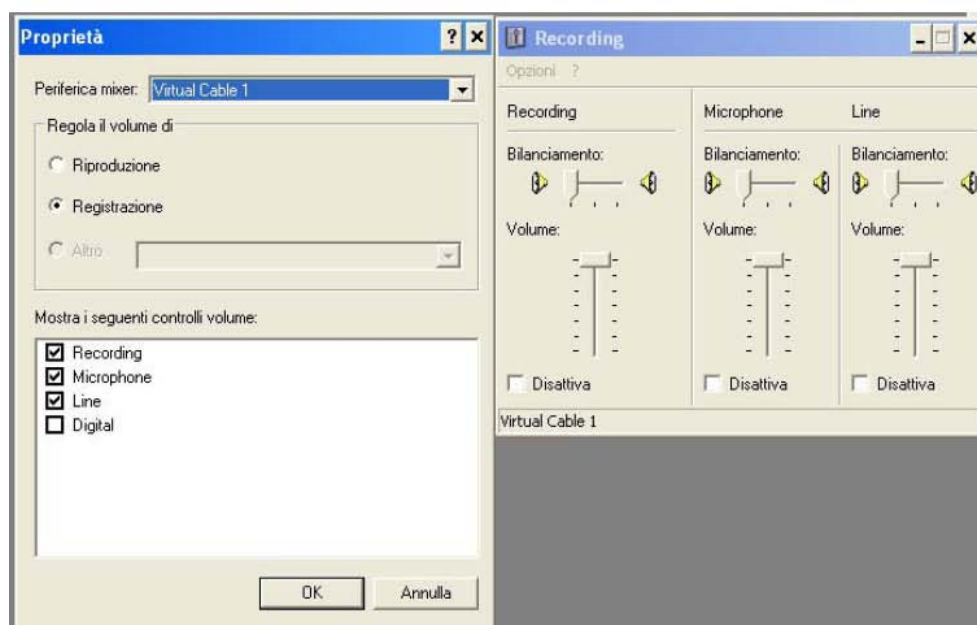 Proprietà
Periferica mixer: Virtual Cable 1
Regola il volume di
Riproduzione
Registrazione
Altro
Mostra i seguenti controlli volume:
Recording
Microphone
Line
Digital
OK Annulla
Recording
Opzioni ?
Recording Microphone Line
Bilanciamento: Bilanciamento: Bilanciamento:
Volume: Volume: Volume:
Disattiva Disattiva Disattiva
Virtual Cable 1